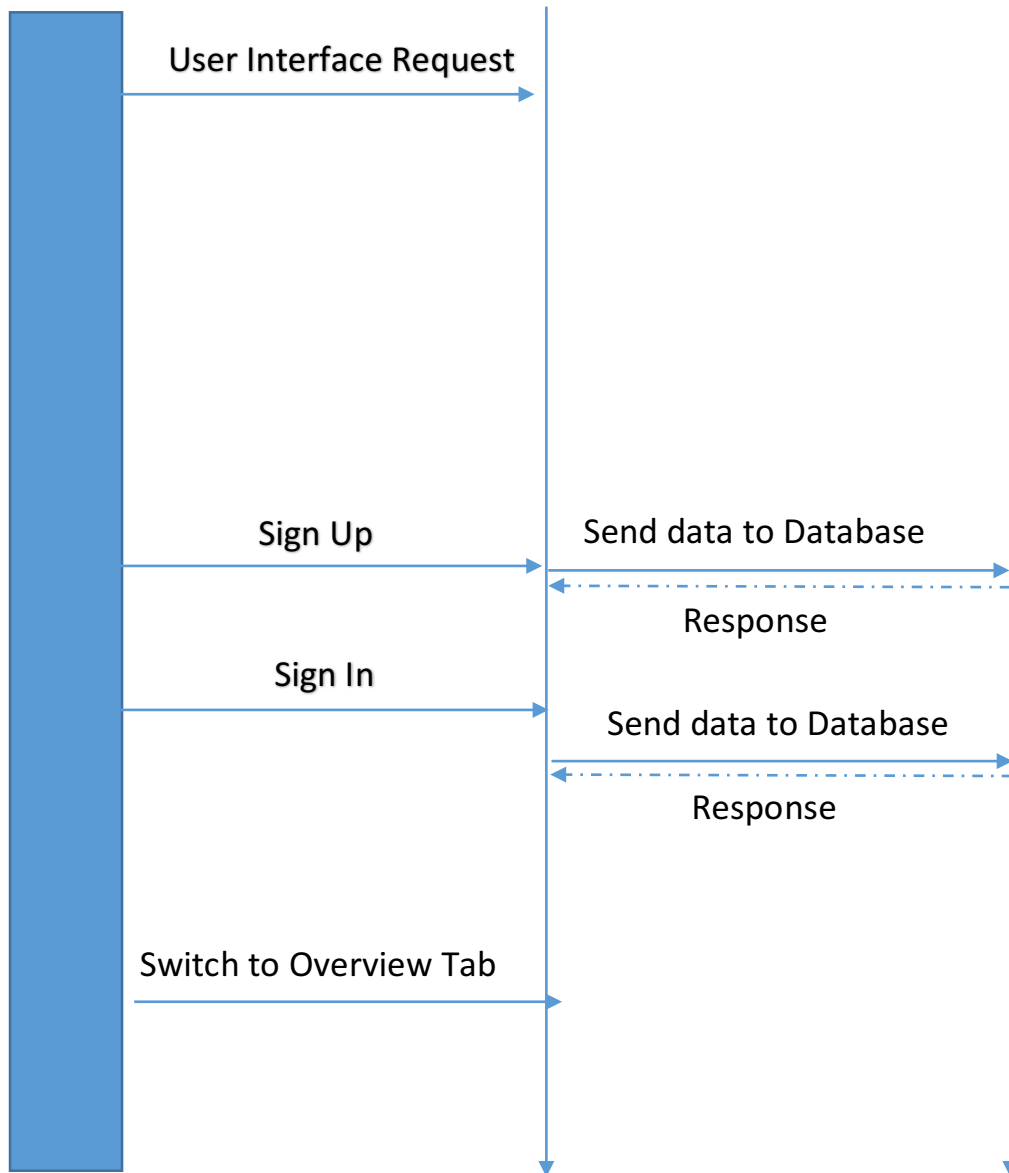 User Interface Request
Sign Up
Send data to Database
Response
Sign In
Send data to Database
Response
Switch to Overview Tab